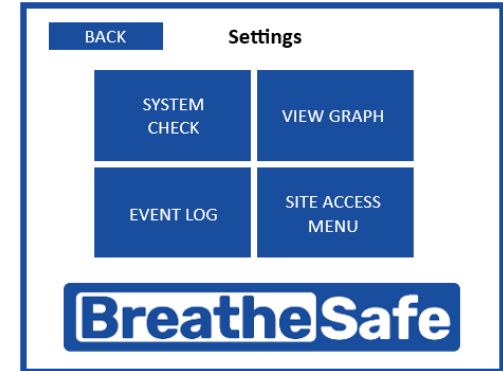 BACK
Settings
SYSTEM
CHECK
VIEW GRAPH
EVENT LOG
SITE ACCESS
MENU
BreatheSafe